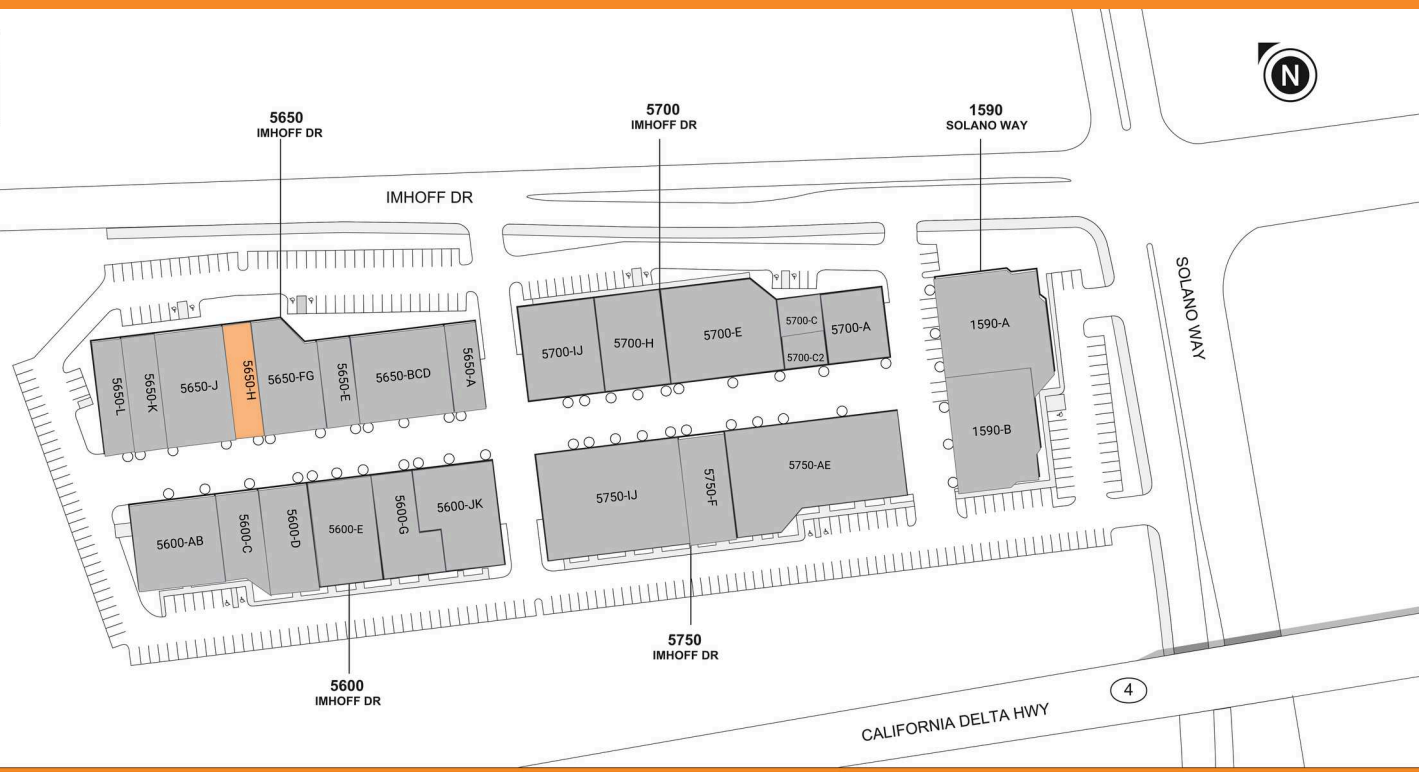 N
5650
IMHOFF DR
5700
IMHOFF DR
1590
SOLANO WAY
IMHOFF DR
SOLANO WAY
5650-L
5650-K
5650-J
5650-H
5650-FG
5650-E
5650-BCD
5650-A
5700-IJ
5700-H
5700-E
5700-C
5700-C2
5700-A
1590-A
1590-B
5600-AB
5600-C
5600-D
5600-E
5600-G
5600-JK
5750-IJ
5750-F
5750-AE
5600
IMHOFF DR
5750
IMHOFF DR
4
CALIFORNIA DELTA HWY